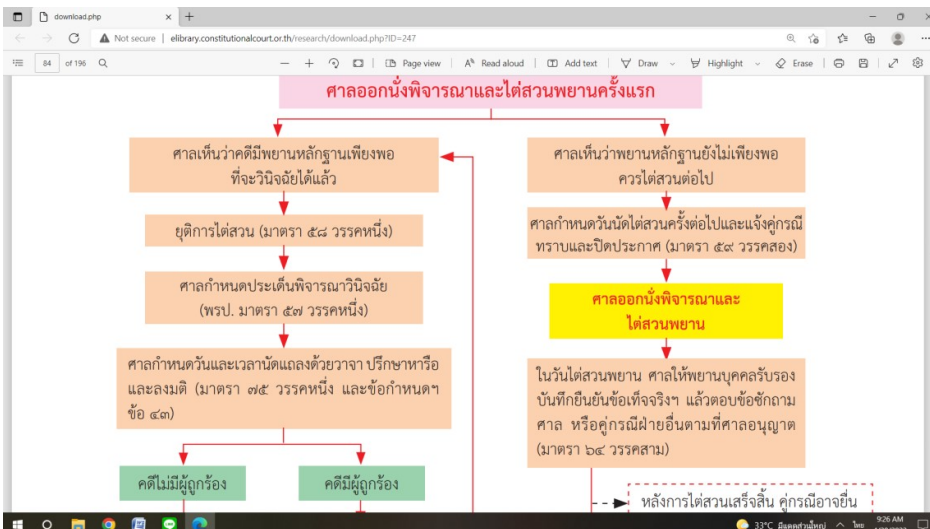 download.php
Not secure
elibrary.constitutionalcourt.or.th/research/download.php?ID=247
84 of 196
Page view
Read aloud
Add text
Draw
Highlight
Erase
ศาลออกนั่งพิจารณาและไต่สวนพยานครั้งแรก
ศาลเห็นว่าคดีมีพยานหลักฐานเพียงพอ
ที่จะวินิจฉัยได้แล้ว
ยุติการไต่สวน (มาตรา ๕๘ วรรคหนึ่ง)
ศาลกำหนดประเด็นพิจารณาวินิจฉัย
(พรป. มาตรา ๕๗ วรรคหนึ่ง)
ศาลกำหนดวันและเวลานัดแถลงด้วยวาจา ปรึกษาหารือ
และลงมติ (มาตรา ๗๕ วรรคหนึ่ง และข้อกำหนดฯ
ข้อ ๔๓)
คดีไม่มีผู้ถูกร้อง
คดีมีผู้ถูกร้อง
ศาลเห็นว่าพยานหลักฐานยังไม่เพียงพอ
ควรไต่สวนต่อไป
ศาลกำหนดวันนัดไต่สวนครั้งต่อไปและแจ้งคู่กรณี
ทราบและปิดประกาศ (มาตรา ๕๙ วรรคสอง)
ศาลออกนั่งพิจารณาและ
ไต่สวนพยาน
ในวันไต่สวนพยาน ศาลให้พยานบุคคลรับรอง
บันทึกยืนยันข้อเท็จจริงฯ แล้วตอบข้อซักถาม
ศาล หรือคู่กรณีฝ่ายอื่นตามที่ศาลอนุญาต
(มาตรา ๖๔ วรรคสาม)
หลังการไต่สวนเสร็จสิ้น คู่กรณีอาจยื่น
33°C มีแดดส่วนใหญ่
ไทย
9:26 AM